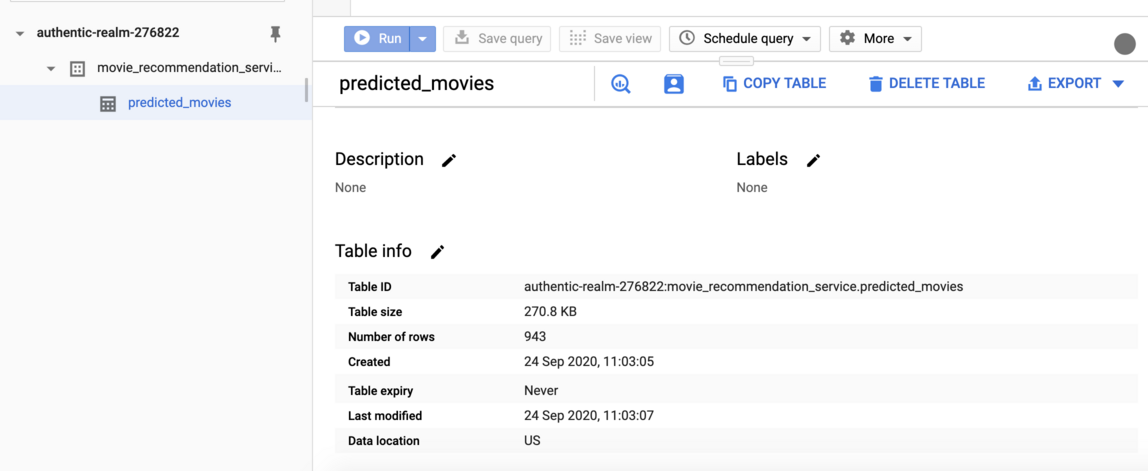 authentic-realm-276822
movie_recommendation_servi...
predicted_movies
Run Save query Save view Schedule query More
predicted_movies COPY TABLE DELETE TABLE EXPORT
Description Labels
None None
Table info
Table ID authentic-realm-276822:movie_recommendation_service.predicted_movies
Table size 270.8 KB
Number of rows 943
Created 24 Sep 2020, 11:03:05
Table expiry Never
Last modified 24 Sep 2020, 11:03:07
Data location US